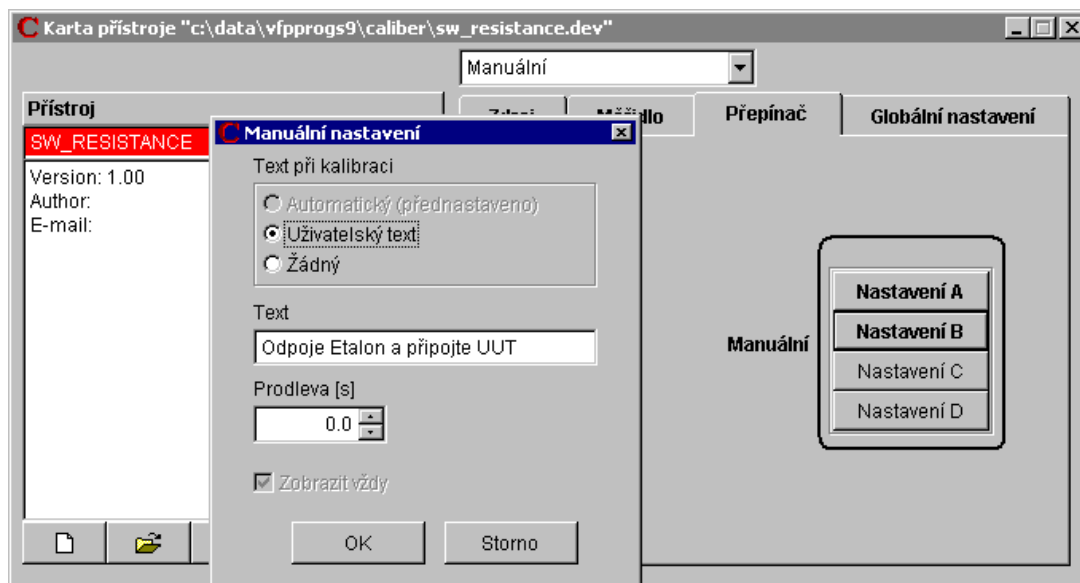 Karta přístroje "c:\data\vfpprogs9\caliber\sw_resistance.dev"
Manuální
Přístroj
Přepínač
Globální nastavení
SW_RESISTANCE
Version: 1.00
Author:
E-mail:
Manuální nastavení
Text při kalibraci
Automatický (přednastaveno)
Uživatelský text
Žádný
Text
Odpoje Etalon a připojte UUT
Prodleva [s]
0.0
Zobrazit vždy
OK
Storno
Manuální
Nastavení A
Nastavení B
Nastavení C
Nastavení D